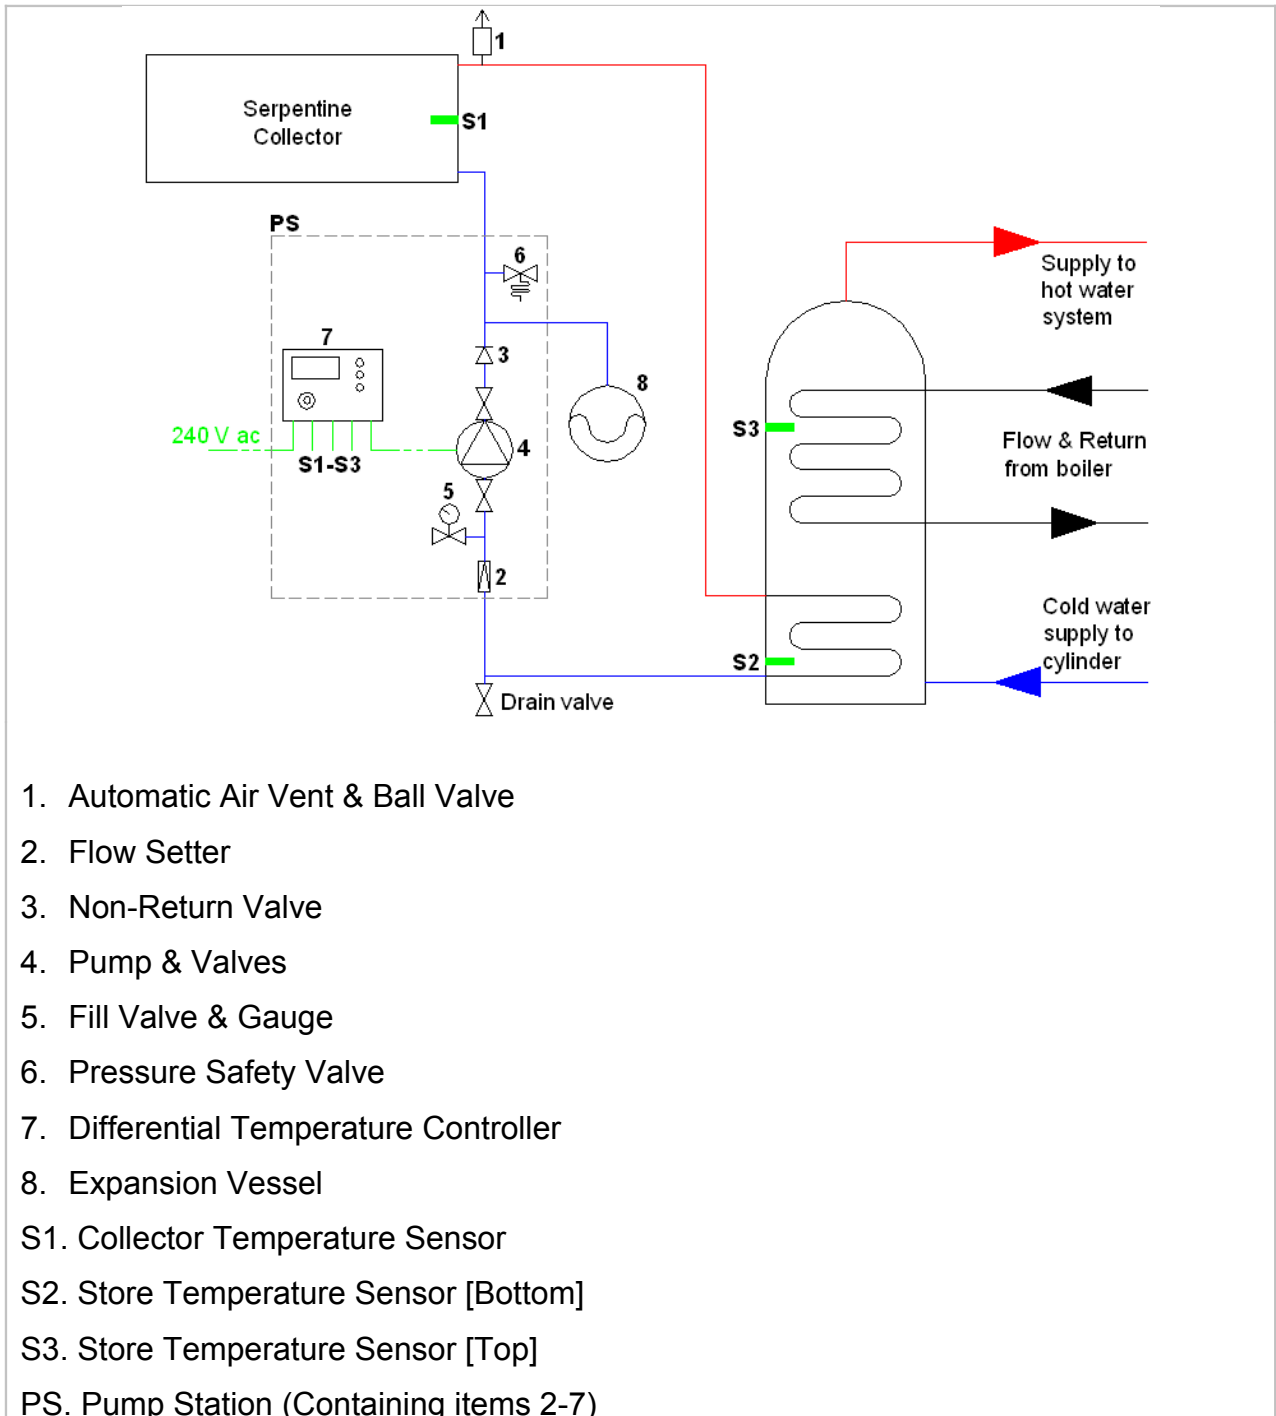 1
Serpentine
Collector
S1
PS
6
Supply to
hot water
system
7
3
8
S3
240 V ac
S1-S3
4
Flow & Return
from boiler
5
2
Cold water
supply to
cylinder
S2
Drain valve
1. Automatic Air Vent & Ball Valve
2. Flow Setter
3. Non-Return Valve
4. Pump & Valves
5. Fill Valve & Gauge
6. Pressure Safety Valve
7. Differential Temperature Controller
8. Expansion Vessel
S1. Collector Temperature Sensor
S2. Store Temperature Sensor [Bottom]
S3. Store Temperature Sensor [Top]
PS. Pump Station (Containing items 2-7)